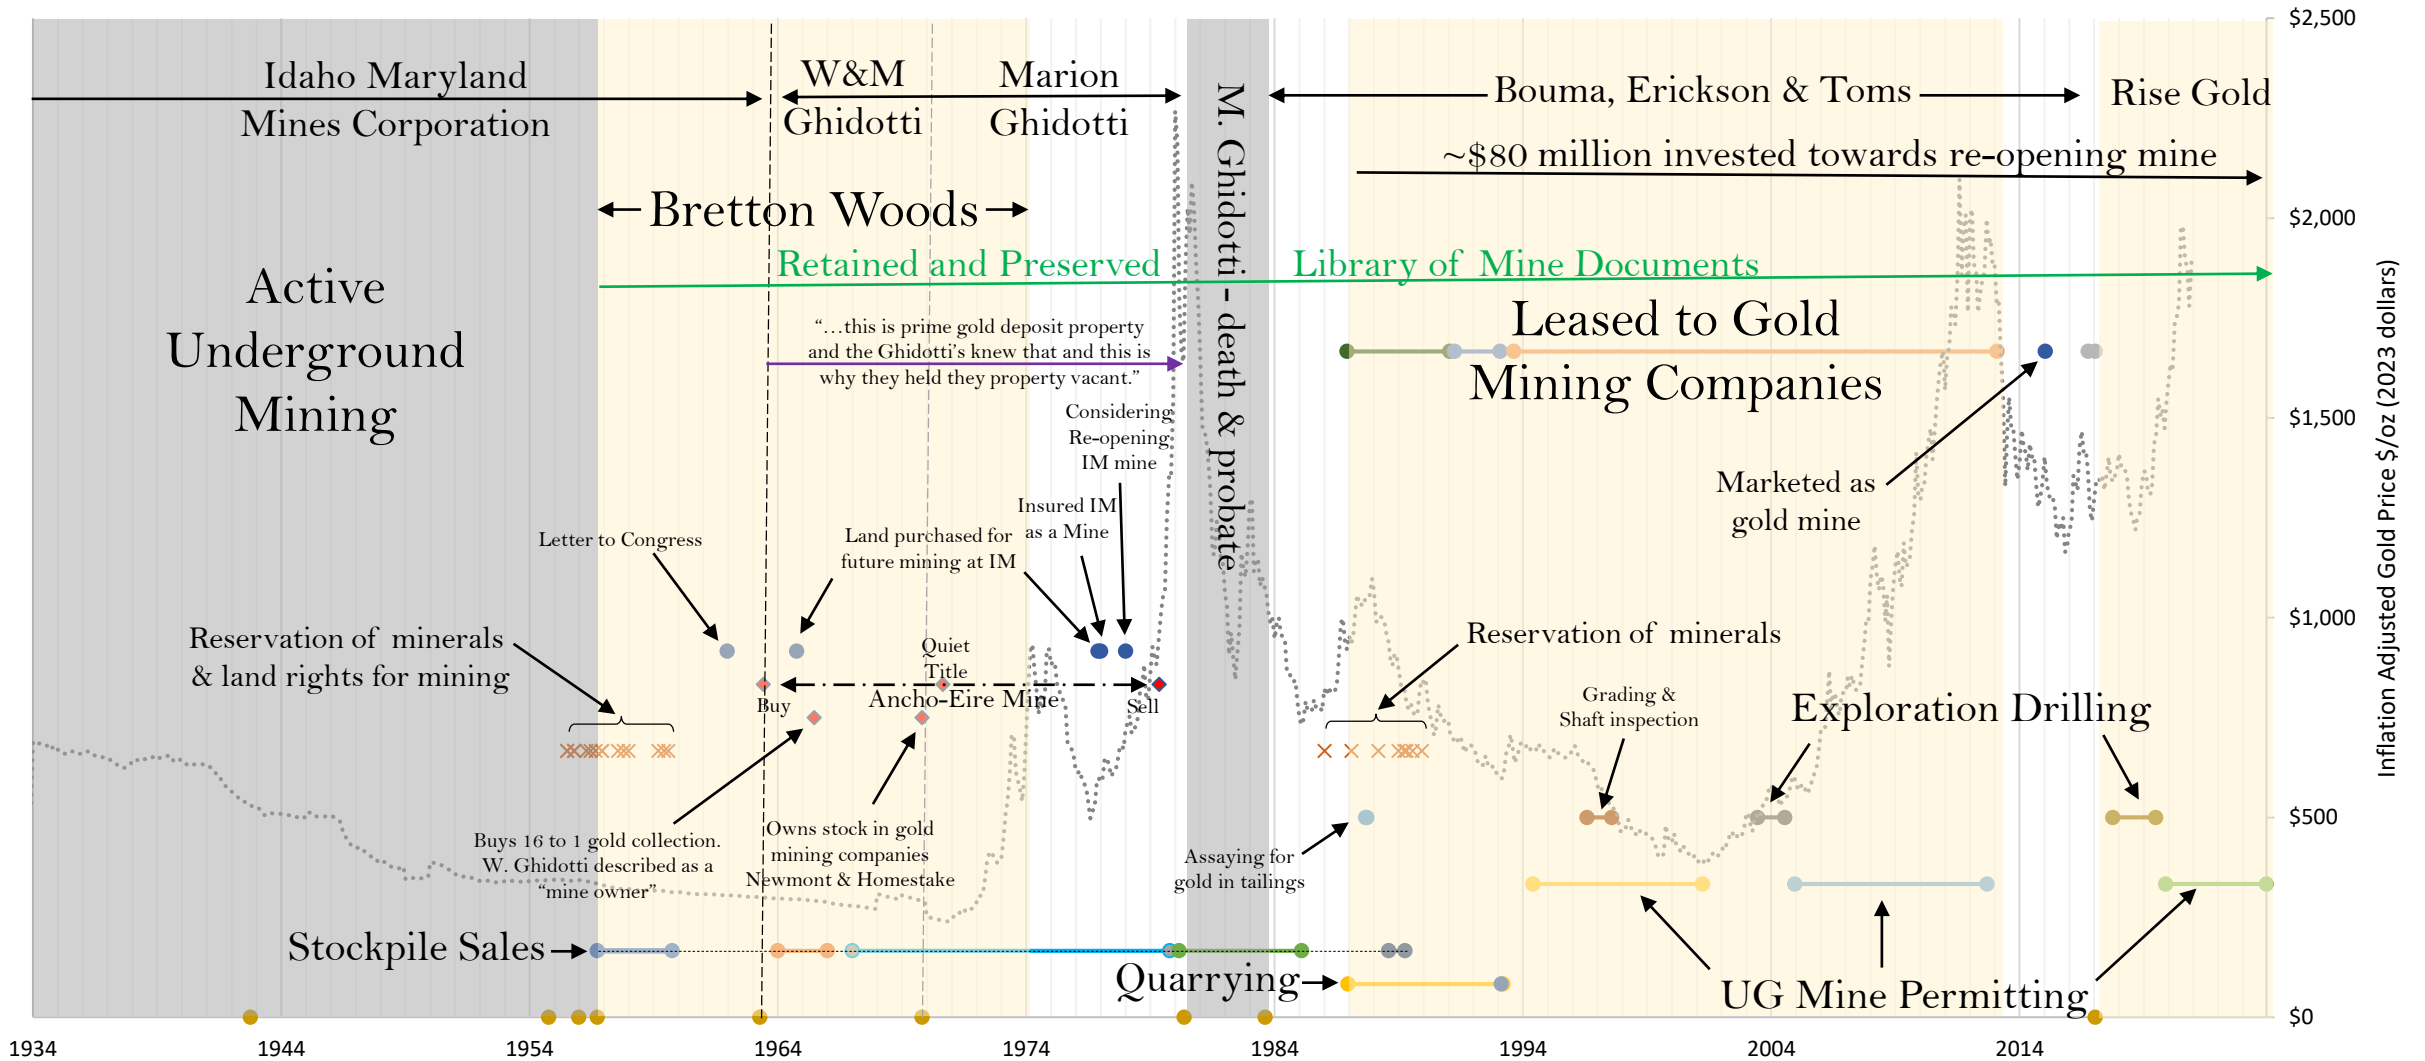 Idaho Maryland
Mines Corporation
W&M
Ghidotti
Marion
Ghidotti
M. Ghidotti - death & probate
Bouma, Erickson & Toms
Rise Gold
~$80 million invested towards re-opening mine
Bretton Woods
Retained and Preserved
Library of Mine Documents
Active
Underground
Mining
“…this is prime gold deposit property
and the Ghidotti’s knew that and this is
why they held they property vacant.”
Leased to Gold
Mining Companies
Considering
Re-opening
IM mine
Insured IM
as a Mine
Land purchased for
future mining at IM
Letter to Congress
Marketed as
gold mine
Reservation of minerals
& land rights for mining
Quiet
Title
Buy
Ancho-Eire Mine
Sell
Reservation of minerals
Grading &
Shaft inspection
Exploration Drilling
Buys 16 to 1 gold collection.
W. Ghidotti described as a
“mine owner”
Owns stock in gold
mining companies
Newmont & Homestake
Assaying for
gold in tailings
Stockpile Sales
Quarrying
UG Mine Permitting
$2,500
$2,000
$1,500
$1,000
$500
$0
Inflation Adjusted Gold Price $/oz (2023 dollars)
1934
1944
1954
1964
1974
1984
1994
2004
2014